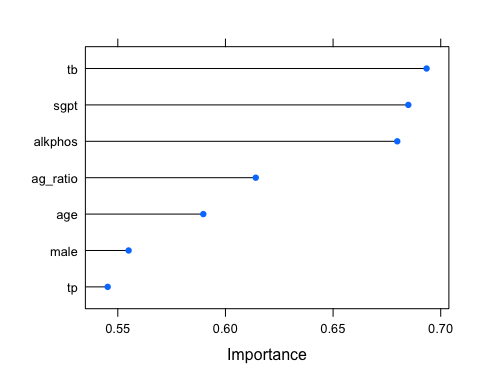 tb
sgpt
alkphos
ag_ratio
age
male
tp
0.55 0.60 0.65 0.70
Importance